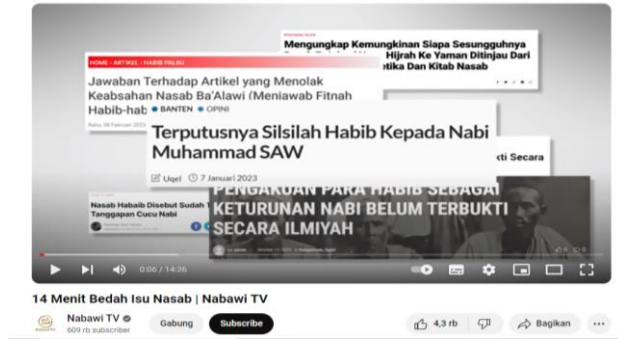 Mengungkap Kemungkinan Siapa Sesungguhnya
Hijrah Ke Yaman Ditinjau Dari
Dan Kitab Nasab
HOME - ARTIKEL - HABIB PALSU
Jawaban Terhadap Artikel yang Menolak
Keabsahan Nasab Ba'Alawi (Menjawab Fitnah
Habib-hab
BANTEN OPINI
Terputusnya Silsilah Habib Kepada Nabi
Muhammad SAW
Uqel 7 Januari 2023
kti Secara
PENGAKUAN PARA HABIB SEBAGAI
KETURUNAN NABI BELUM TERBUKTI
SECARA ILMIYAH
Nasab Habaib Disebut Sudah T
Tanggapan Cucu Nabi
0:06 / 14:26
14 Menit Bedah Isu Nasab | Nabawi TV
Nabawi TV
609 rb subscriber
Gabung
Subscribe
4,3 rb
Bagikan